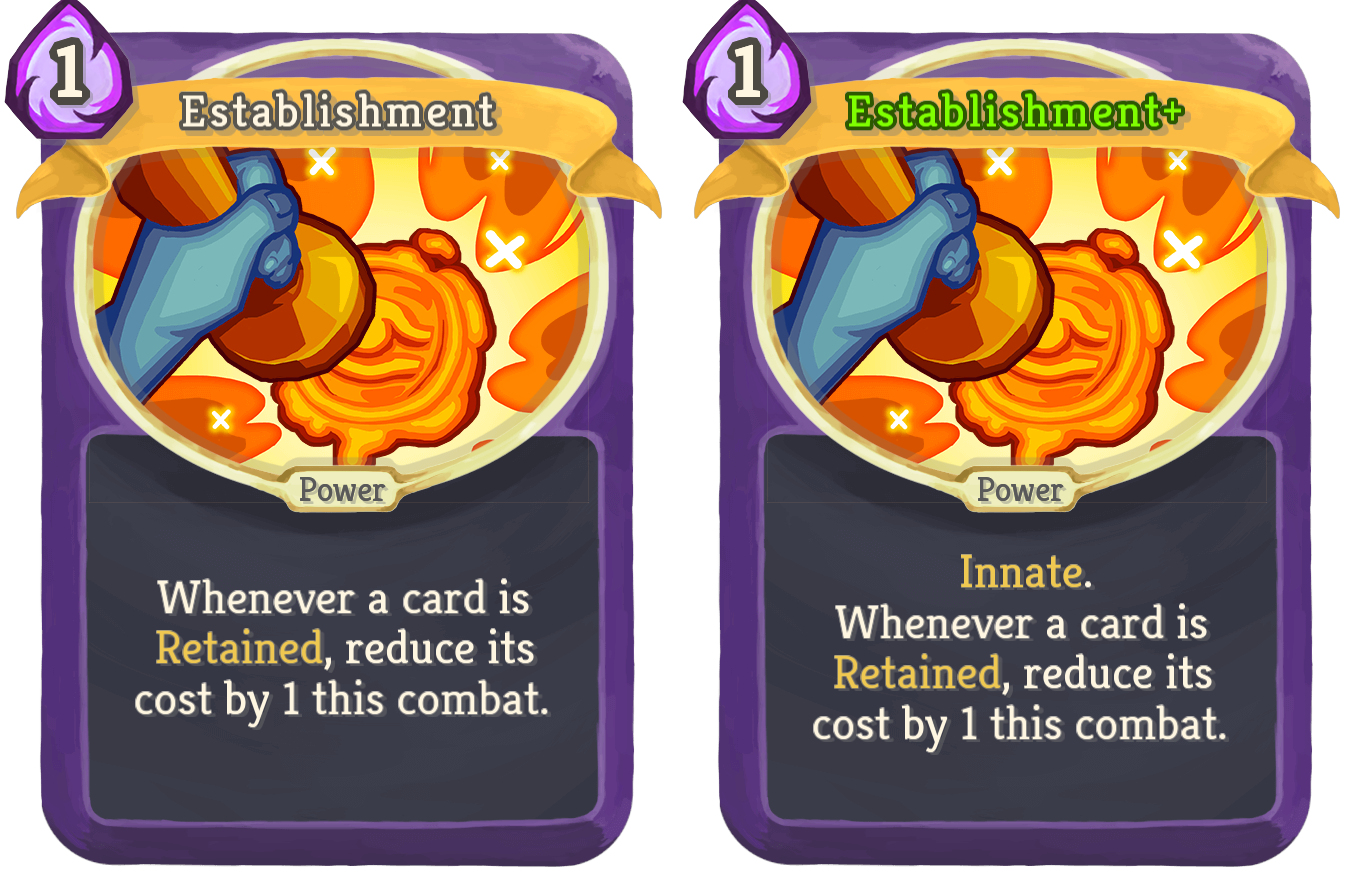 1
Establishment
Power
Whenever a card is
Retained, reduce its
cost by 1 this combat.
1
Establishment+
Power
Innate.
Whenever a card is
Retained, reduce its
cost by 1 this combat.